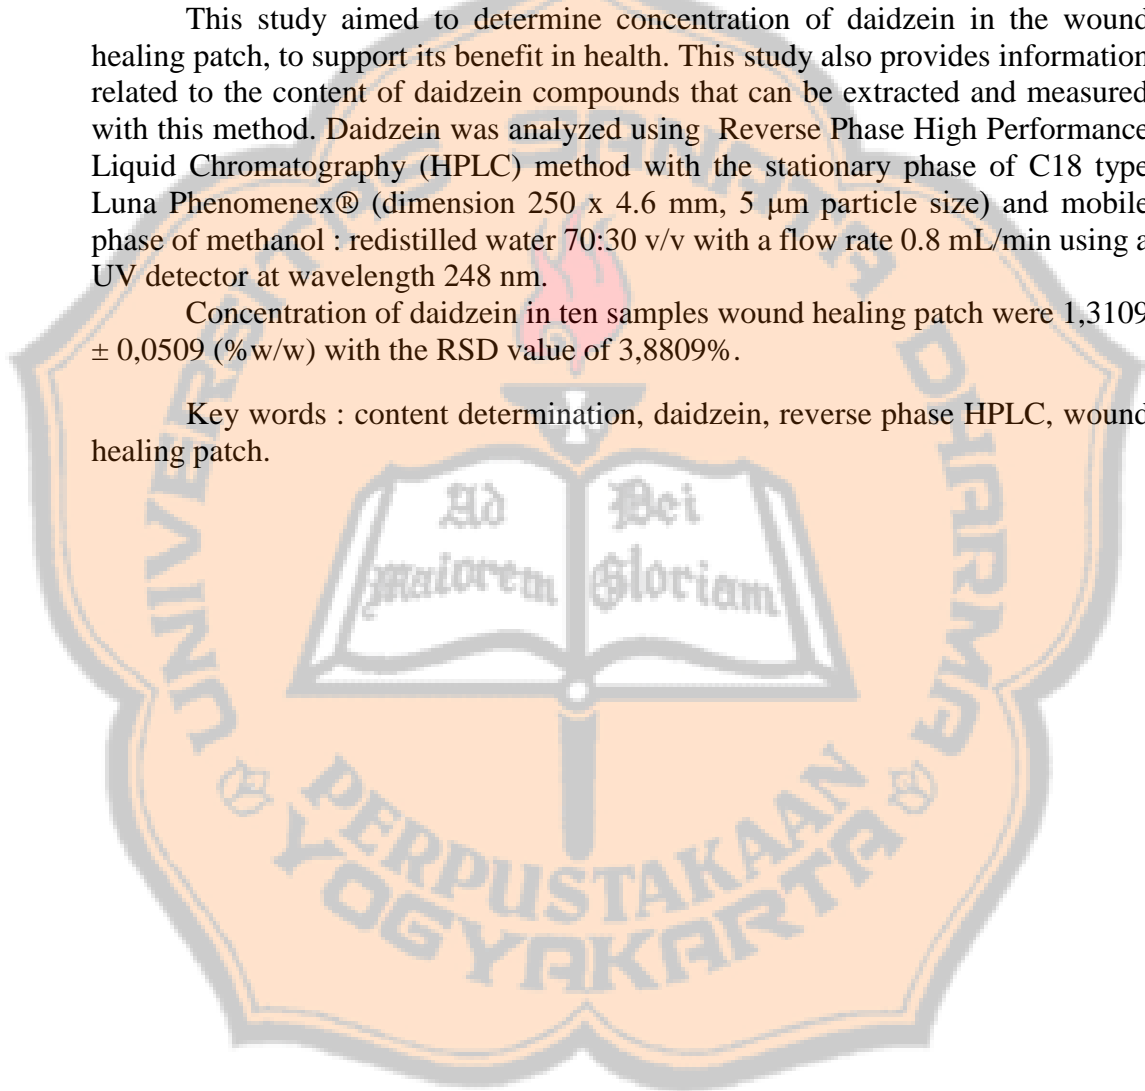 This study aimed to determine concentration of daidzein in the wound
healing patch, to support its benefit in health. This study also provides information
related to the content of daidzein compounds that can be extracted and measured
with this method. Daidzein was analyzed using Reverse Phase High Performance
Liquid Chromatography (HPLC) method with the stationary phase of C18 type
Luna Phenomenex® (dimension 250 x 4.6 mm, 5 µm particle size) and mobile
phase of methanol : redistilled water 70:30 v/v with a flow rate 0.8 mL/min using a
UV detector at wavelength 248 nm.
Concentration of daidzein in ten samples wound healing patch were 1,3109
± 0,0509 (%w/w) with the RSD value of 3,8809%.
Key words : content determination, daidzein, reverse phase HPLC, wound
healing patch.
UNIVERSITAS SANATA DHARMA
Ad Dei
maiorem Gloriam
PERPUSTAKAAN
YOGYAKARTA